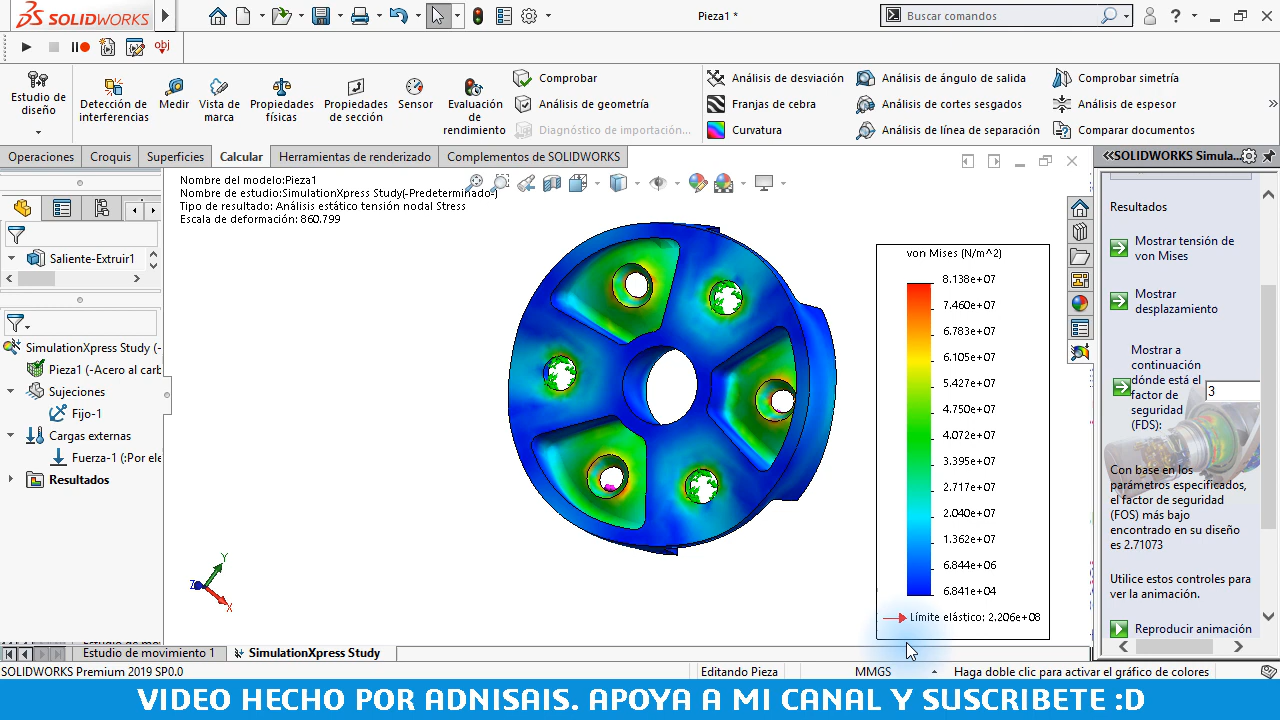 SOLIDWORKS
Pieza1 *
Buscar comandos
?
obj
Estudio de diseño
Detección de interferencias
Medir
Vista de marca
Propiedades físicas
Propiedades de sección
Sensor
Evaluación de rendimiento
Comprobar
Análisis de geometría
Diagnóstico de importación...
Análisis de desviación
Franjas de cebra
Curvatura
Análisis de ángulo de salida
Análisis de cortes sesgados
Análisis de línea de separación
Comprobar simetría
Análisis de espesor
Comparar documentos
Operaciones
Croquis
Superficies
Calcular
Herramientas de renderizado
Complementos de SOLIDWORKS
Saliente-Extruir1
SimulationXpress Study (-
Pieza1 (-Acero al carb
Sujeciones
Fijo-1
Cargas externas
Fuerza-1 (:Por ele
Resultados
Nombre del modelo:Pieza1
Nombre de estudio:SimulationXpress Study(-Predeterminado-)
Tipo de resultado: Análisis estático tensión nodal Stress
Escala de deformación: 860.799
Y
Z
X
von Mises (N/m^2)
8.138e+07
7.460e+07
6.783e+07
6.105e+07
5.427e+07
4.750e+07
4.072e+07
3.395e+07
2.717e+07
2.040e+07
1.362e+07
6.844e+06
6.841e+04
Límite elástico: 2.206e+08
SOLIDWORKS Simula...
Resultados
Mostrar tensión de
von Mises
Mostrar
desplazamiento
Mostrar a
continuación
dónde está el
factor de
seguridad
(FDS):
3
Con base en los
parámetros especificados,
el factor de seguridad
(FOS) más bajo
encontrado en su diseño
es 2.71073
Utilice estos controles para
ver la animación.
Reproducir animación
Estudio de movimiento 1
SimulationXpress Study
SOLIDWORKS Premium 2019 SP0.0
Editando Pieza
MMGS
Haga doble clic para activar el gráfico de colores
VIDEO HECHO POR ADNISAIS. APOYA A MI CANAL Y SUSCRIBETE :D